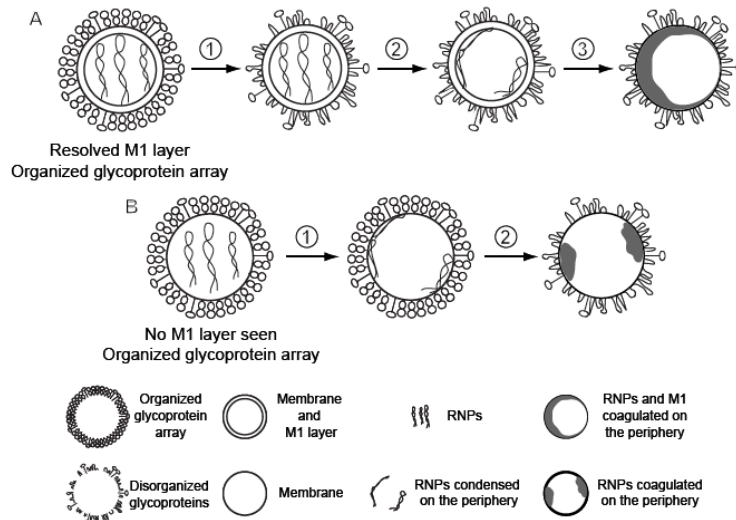 A
1
2
3
Resolved M1 layer
Organized glycoprotein array
B
1
2
No M1 layer seen
Organized glycoprotein array
Organized
glycoprotein
array
Membrane
and
M1 layer
RNPs
RNPs and M1
coagulated on
the periphery
Disorganized
glycoproteins
Membrane
RNPs condensed
on the periphery
RNPs coagulated
on the periphery